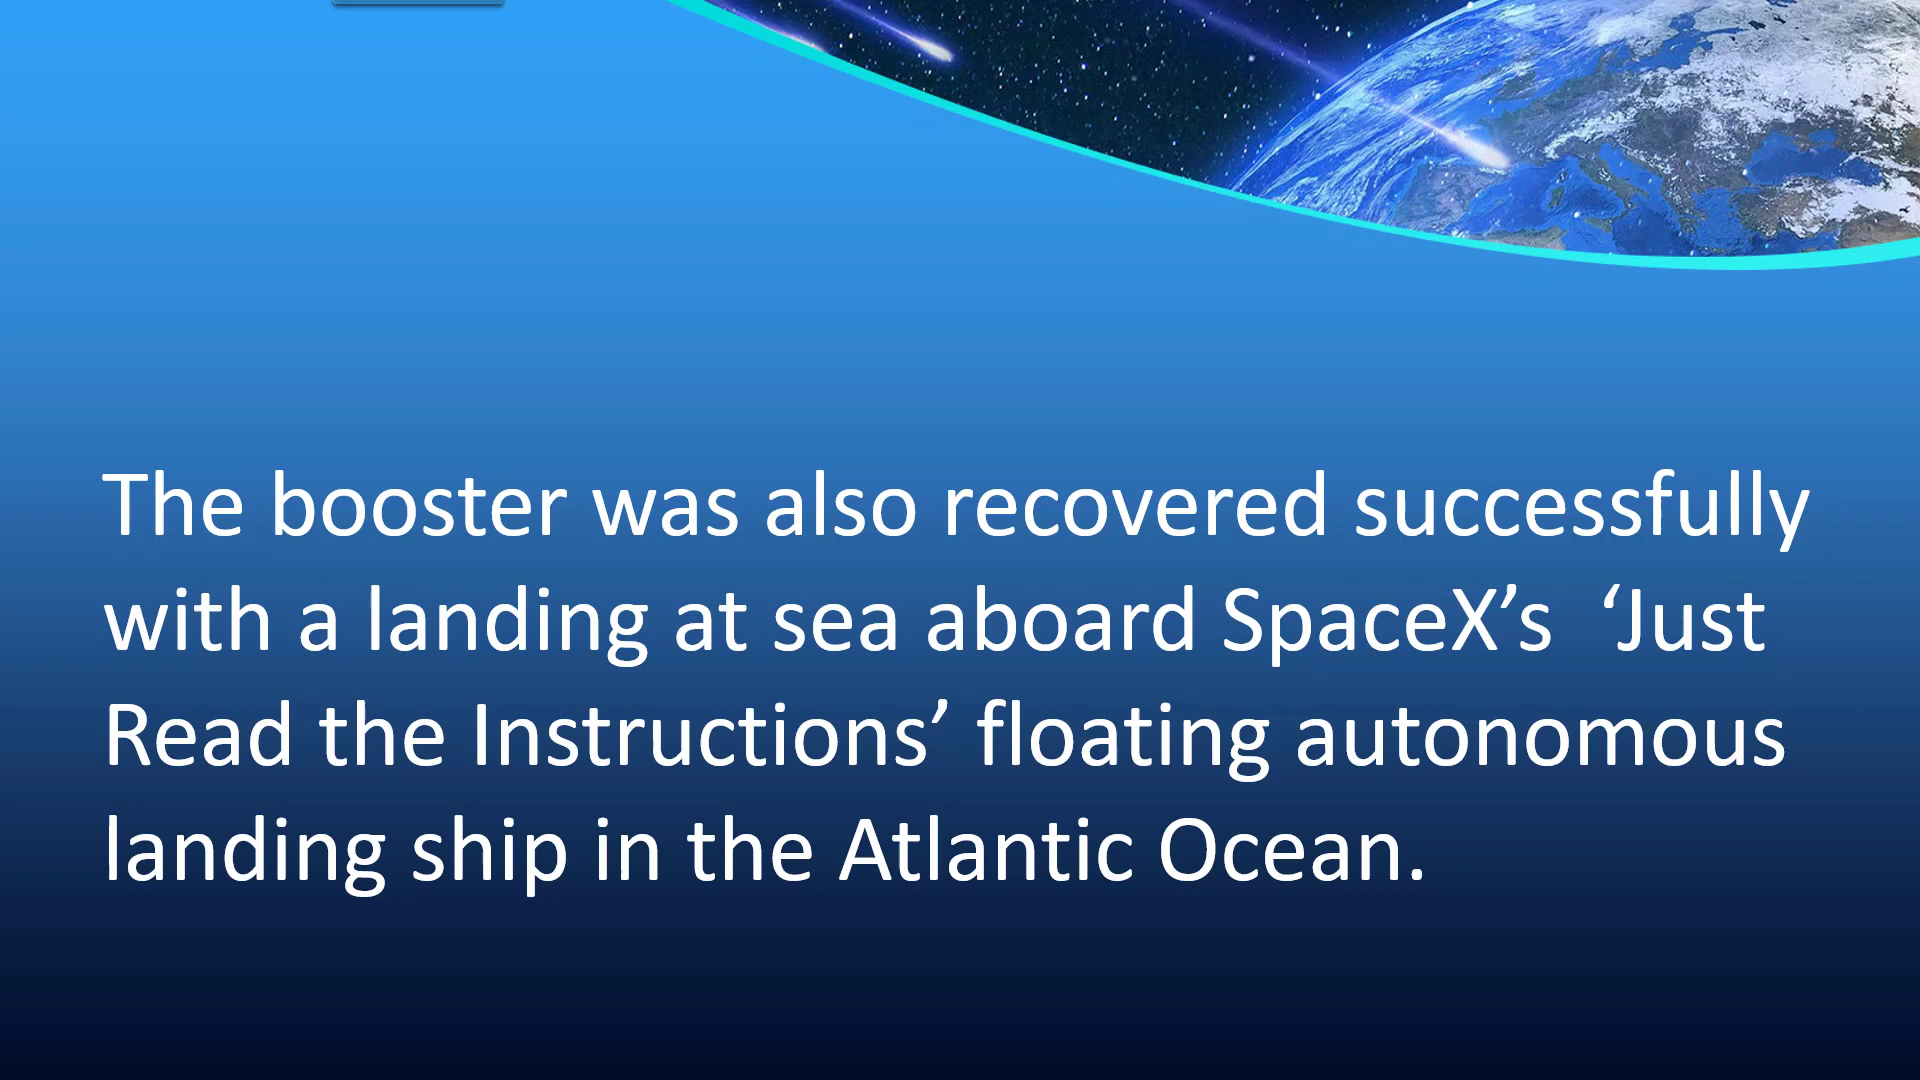 The booster was also recovered successfully
with a landing at sea aboard SpaceX’s  ‘Just
Read the Instructions’ floating autonomous
landing ship in the Atlantic Ocean.